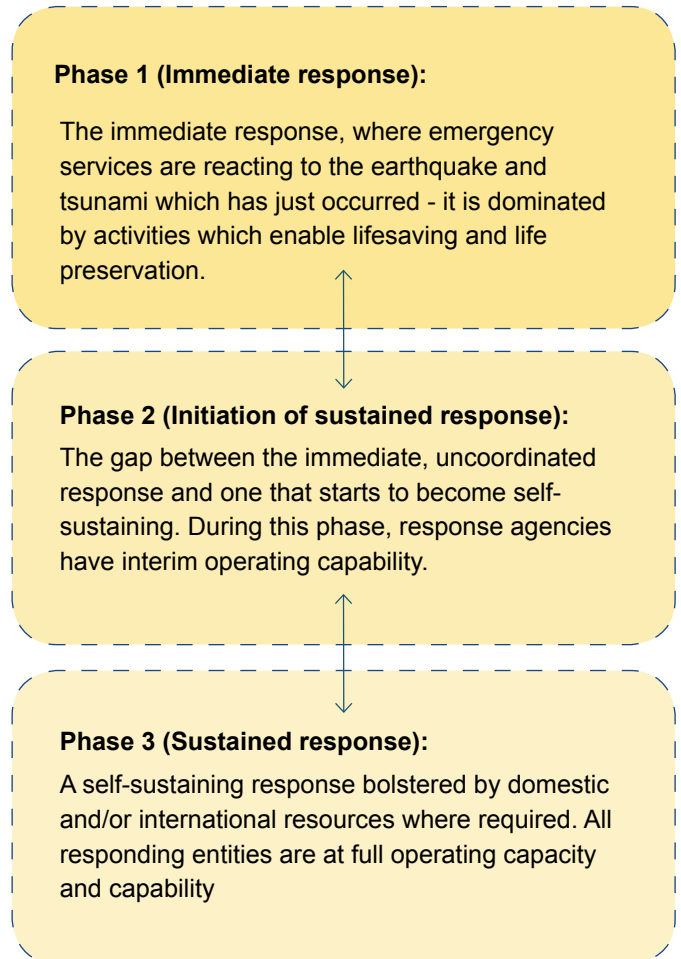 Phase 1 (Immediate response):
The immediate response, where emergency
services are reacting to the earthquake and
tsunami which has just occurred - it is dominated
by activities which enable lifesaving and life
preservation.
Phase 2 (Initiation of sustained response):
The gap between the immediate, uncoordinated
response and one that starts to become self-
sustaining. During this phase, response agencies
have interim operating capability.
Phase 3 (Sustained response):
A self-sustaining response bolstered by domestic
and/or international resources where required. All
responding entities are at full operating capacity
and capability